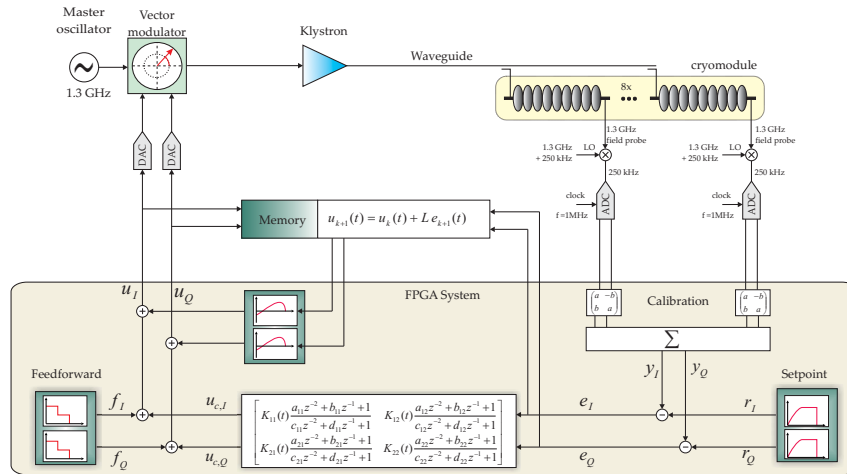 Master
oscillator
1.3 GHz
Vector
modulator
Klystron
Waveguide
cryomodule
8x
1.3 GHz
field probe
1.3 GHz
+ 250 kHz
LO
250 kHz
1.3 GHz
field probe
1.3 GHz
+ 250 kHz
LO
250 kHz
DAC
DAC
clock
f =1MHz
ADC
clock
f =1MHz
ADC
Memory
u_{k+1}(t) = u_k(t) + L e_{k+1}(t)
FPGA System
u_I
u_Q
(a −b
b a)
Calibration
(a −b
b a)
Σ
y_I
y_Q
Feedforward
Setpoint
f_I
u_{c,I}
K_{11}(t) (a_{11}z^{-2} + b_{11}z^{-1} + 1)/(c_{11}z^{-2} + d_{11}z^{-1} + 1) K_{12}(t) (a_{12}z^{-2} + b_{12}z^{-1} + 1)/(c_{12}z^{-2} + d_{12}z^{-1} + 1)
K_{21}(t) (a_{21}z^{-2} + b_{21}z^{-1} + 1)/(c_{21}z^{-2} + d_{21}z^{-1} + 1) K_{22}(t) (a_{22}z^{-2} + b_{22}z^{-1} + 1)/(c_{22}z^{-2} + d_{22}z^{-1} + 1)
e_I
r_I
f_Q
u_{c,Q}
e_Q
r_Q